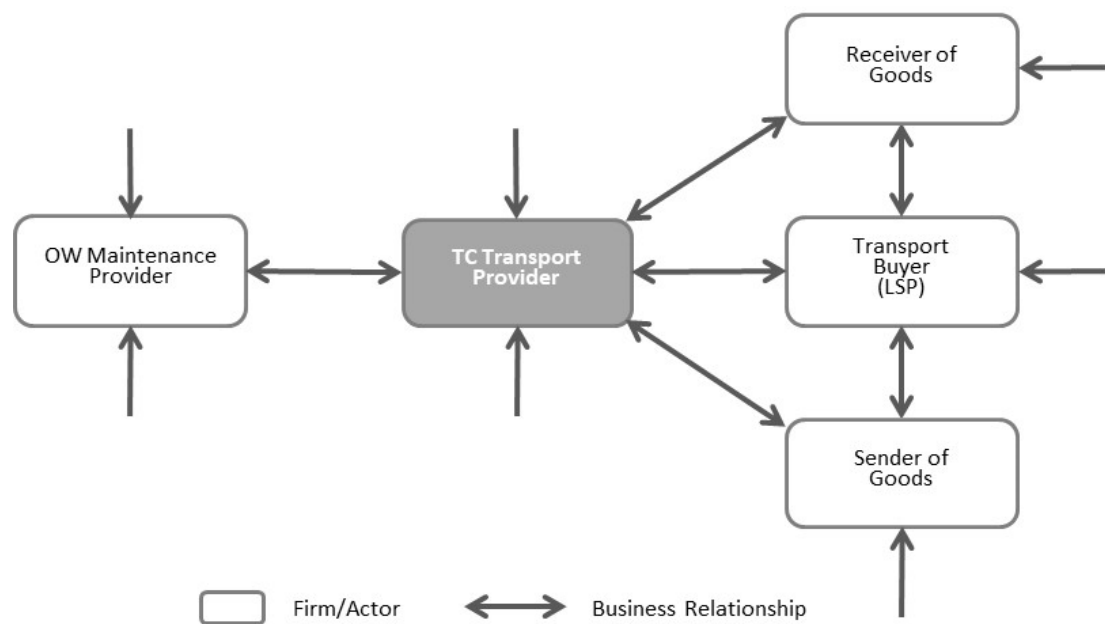 Receiver of
Goods
OW Maintenance
Provider
TC Transport
Provider
Transport
Buyer
(LSP)
Sender of
Goods
Firm/Actor
Business Relationship